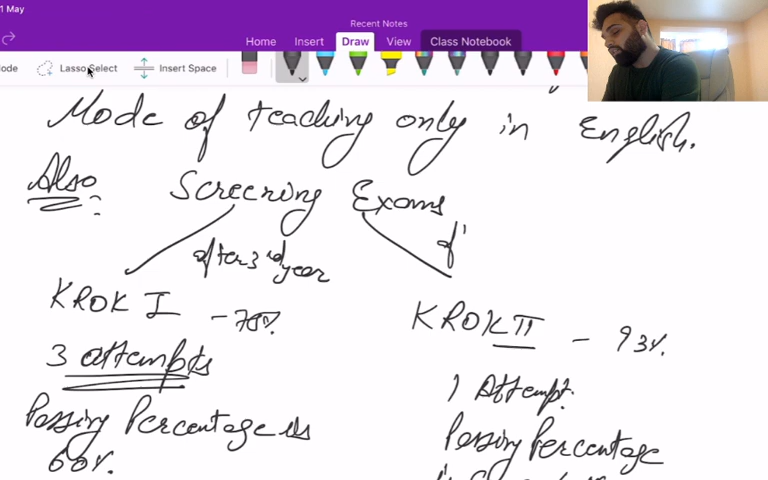 1 May
Recent Notes
Home Insert Draw View Class Notebook
ode Lasso Select Insert Space
Mode of teaching only in English.
Also: Screening Exams
after 3rd year
KROK I KROK II - 93%.
3 attempts 1 Attempt.
Passing Percentage is Passing Percentage
60%.